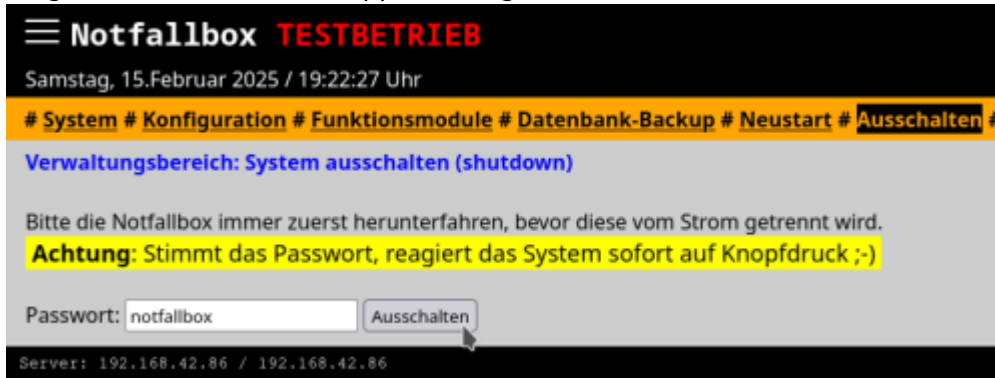 ☰ Notfallbox TESTBETRIEB
Samstag, 15.Februar 2025 / 19:22:27 Uhr
# System # Konfiguration # Funktionsmodule # Datenbank-Backup # Neustart # Ausschalten #
Verwaltungsbereich: System ausschalten (shutdown)
Bitte die Notfallbox immer zuerst herunterfahren, bevor diese vom Strom getrennt wird.
Achtung: Stimmt das Passwort, reagiert das System sofort auf Knopfdruck ;-)
Passwort: notfallbox Ausschalten
Server: 192.168.42.86 / 192.168.42.86